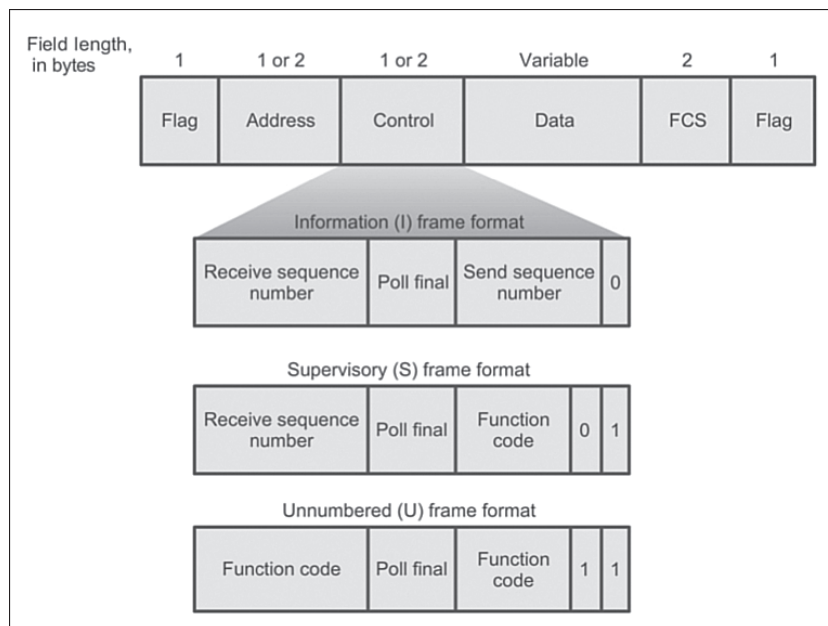 Field length,
in bytes
1 1 or 2 1 or 2 Variable 2 1
Flag Address Control Data FCS Flag
Information (I) frame format
Receive sequence
number
Poll final
Send sequence
number
0
Supervisory (S) frame format
Receive sequence
number
Poll final
Function
code
0 1
Unnumbered (U) frame format
Function code
Poll final
Function
code
1 1